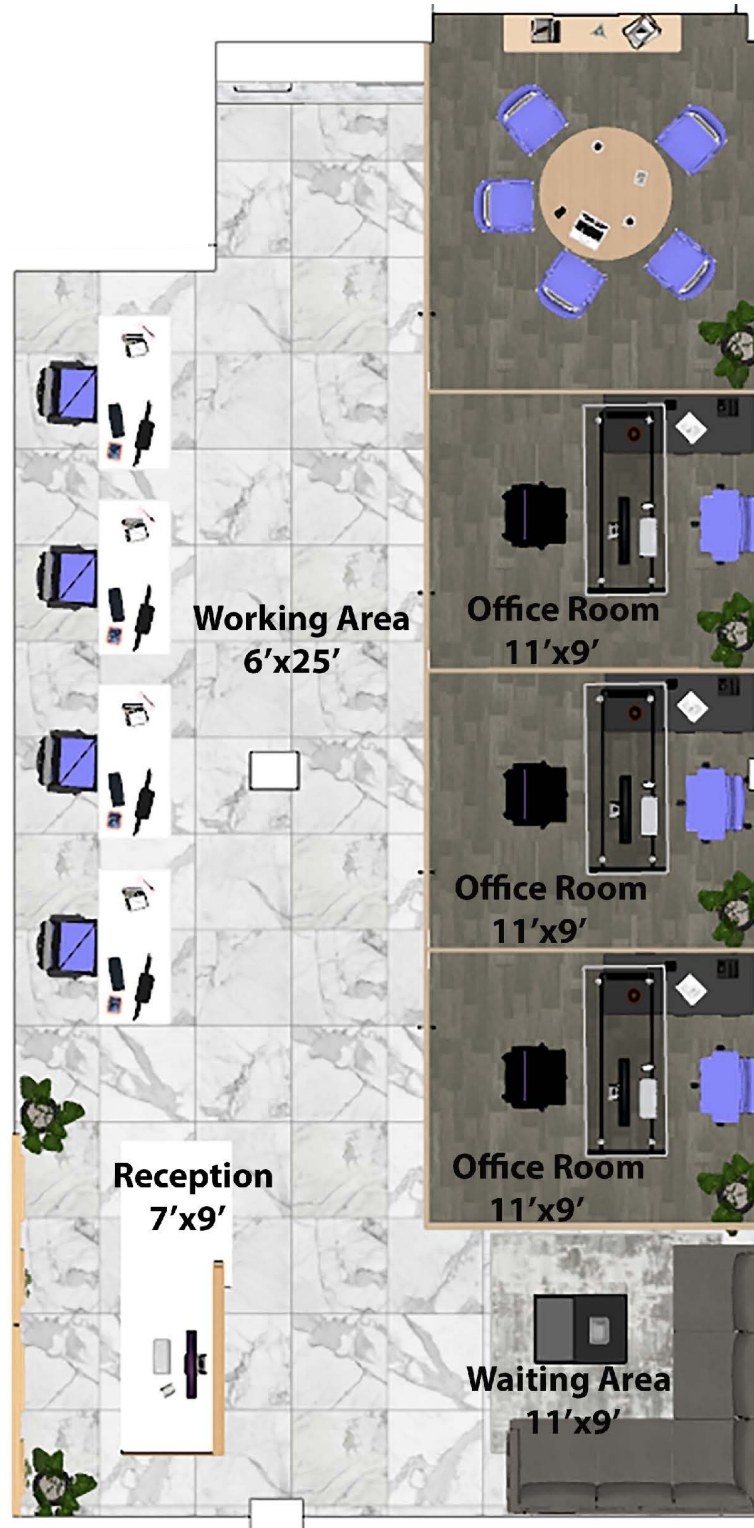 Working Area
6’x25’
Office Room
11’x9’
Office Room
11’x9’
Office Room
11’x9’
Reception
7’x9’
Waiting Area
11’x9’